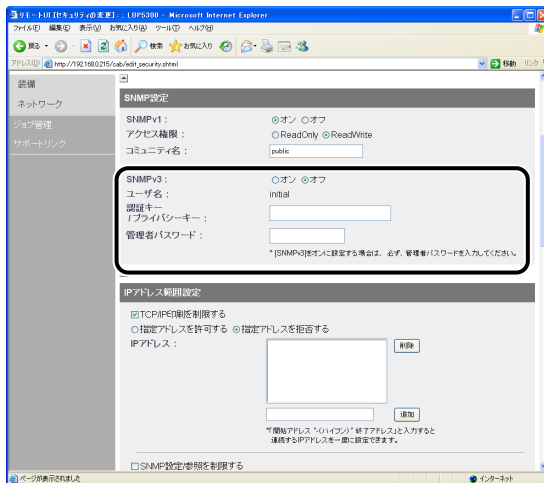 リモートUI [セキュリティの変更] : ; LBP5300 - Microsoft Internet Explorer
ファイル(F) 編集(E) 表示(V) お気に入り(A) ツール(T) ヘルプ(H)
戻る 検索 お気に入り
アドレス(D) http://192.168.0.215/cab/edit_security.shtml 移動 リンク
装備
ネットワーク
ジョブ管理
サポートリンク
SNMP設定
SNMPv1 : オン オフ
アクセス権限 : ReadOnly ReadWrite
コミュニティ名 : public
SNMPv3 : オン オフ
ユーザ名 : initial
認証キー
/プライバシーキー :
管理者パスワード :
* [SNMPv3]をオンに設定する場合は、必ず、管理者パスワードを入力してください。
IPアドレス範囲設定
TCP/IP印刷を制限する
指定アドレスを許可する 指定アドレスを拒否する
IPアドレス : 削除
追加
*「開始アドレス "-(ハイフン)" 終了アドレス」と入力すると
連続するIPアドレスを一度に設定できます。
SNMP設定/参照を制限する
ページが表示されました インターネット